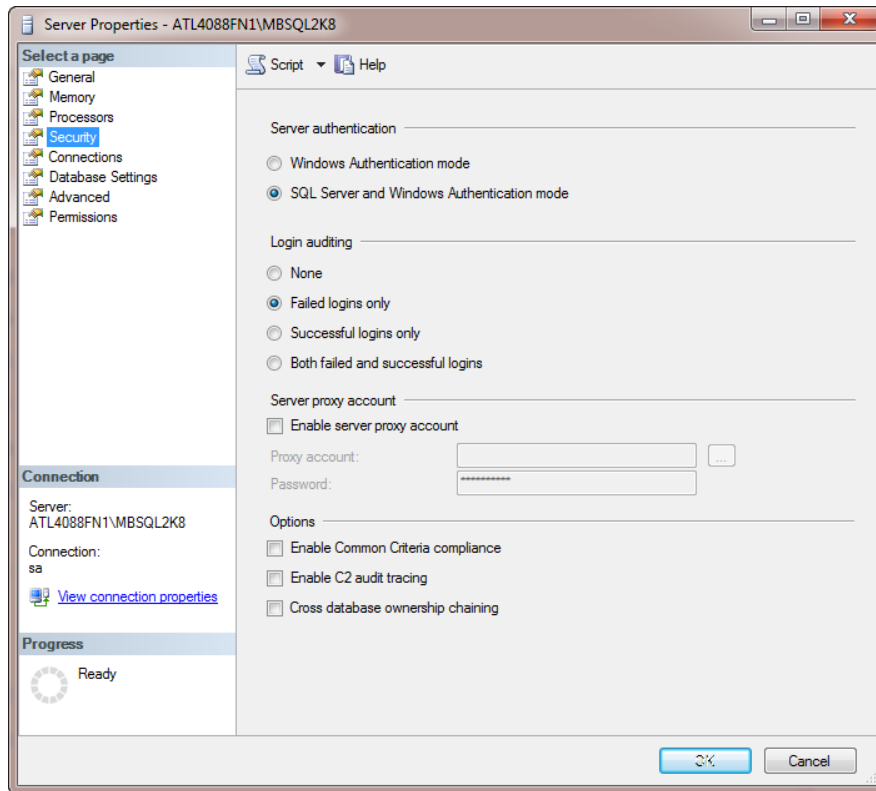 Server Properties - ATL4088FN1\MBSQL2K8
Select a page
General
Memory
Processors
Security
Connections
Database Settings
Advanced
Permissions
Script
Help
Server authentication
Windows Authentication mode
SQL Server and Windows Authentication mode
Login auditing
None
Failed logins only
Successful logins only
Both failed and successful logins
Server proxy account
Enable server proxy account
Proxy account:
...
Password:
**********
Options
Enable Common Criteria compliance
Enable C2 audit tracing
Cross database ownership chaining
Connection
Server:
ATL4088FN1\MBSQL2K8
Connection:
sa
View connection properties
Progress
Ready
OK
Cancel